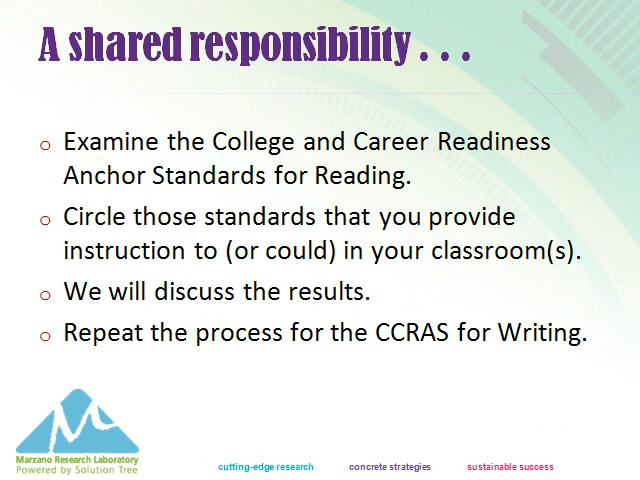 A shared responsibility . . .
o Examine the College and Career Readiness
Anchor Standards for Reading.
o Circle those standards that you provide
instruction to (or could) in your classroom(s).
o We will discuss the results.
o Repeat the process for the CCRAS for Writing.
M
Marzano Research Laboratory
Powered by Solution Tree
cutting-edge research concrete strategies sustainable success